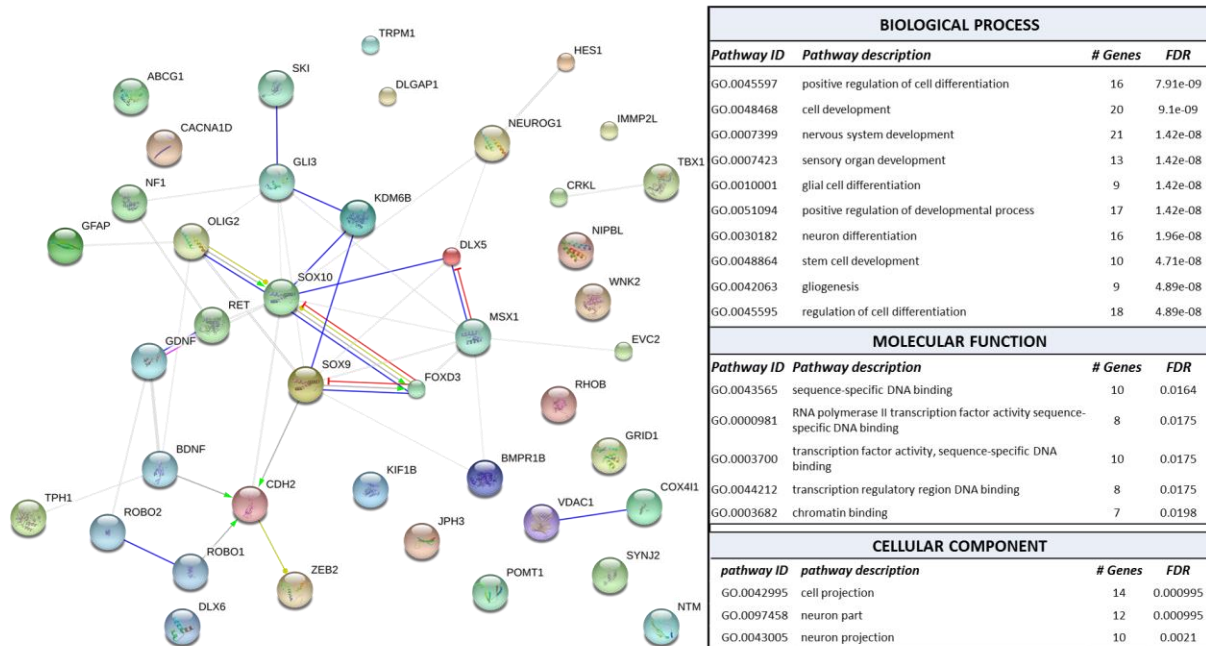 TRPM1
HES1
SKI
ABCG1
DLGAP1
NEUROG1
IMMP2L
CACNA1D
TBX1
GLI3
NF1
CRKL
KDM6B
OLIG2
GFAP
DLX5
NIPBL
SOX10
WNK2
RET
MSX1
GDNF
EVC2
SOX9
FOXD3
RHOB
GRID1
BDNF
BMPR1B
KIF1B
CDH2
COX4I1
TPH1
VDAC1
ROBO2
JPH3
ROBO1
SYNJ2
ZEB2
POMT1
DLX6
NTM
BIOLOGICAL PROCESS
Pathway ID Pathway description # Genes FDR
GO.0045597 positive regulation of cell differentiation 16 7.91e-09
GO.0048468 cell development 20 9.1e-09
GO.0007399 nervous system development 21 1.42e-08
GO.0007423 sensory organ development 13 1.42e-08
GO.0010001 glial cell differentiation 9 1.42e-08
GO.0051094 positive regulation of developmental process 17 1.42e-08
GO.0030182 neuron differentiation 16 1.96e-08
GO.0048864 stem cell development 10 4.71e-08
GO.0042063 gliogenesis 9 4.89e-08
GO.0045595 regulation of cell differentiation 18 4.89e-08
MOLECULAR FUNCTION
Pathway ID Pathway description # Genes FDR
GO.0043565 sequence-specific DNA binding 10 0.0164
GO.0000981 RNA polymerase II transcription factor activity sequence-
specific DNA binding 8 0.0175
GO.0003700 transcription factor activity, sequence-specific DNA
binding 10 0.0175
GO.0044212 transcription regulatory region DNA binding 8 0.0175
GO.0003682 chromatin binding 7 0.0198
CELLULAR COMPONENT
pathway ID pathway description # Genes FDR
GO.0042995 cell projection 14 0.000995
GO.0097458 neuron part 12 0.000995
GO.0043005 neuron projection 10 0.0021